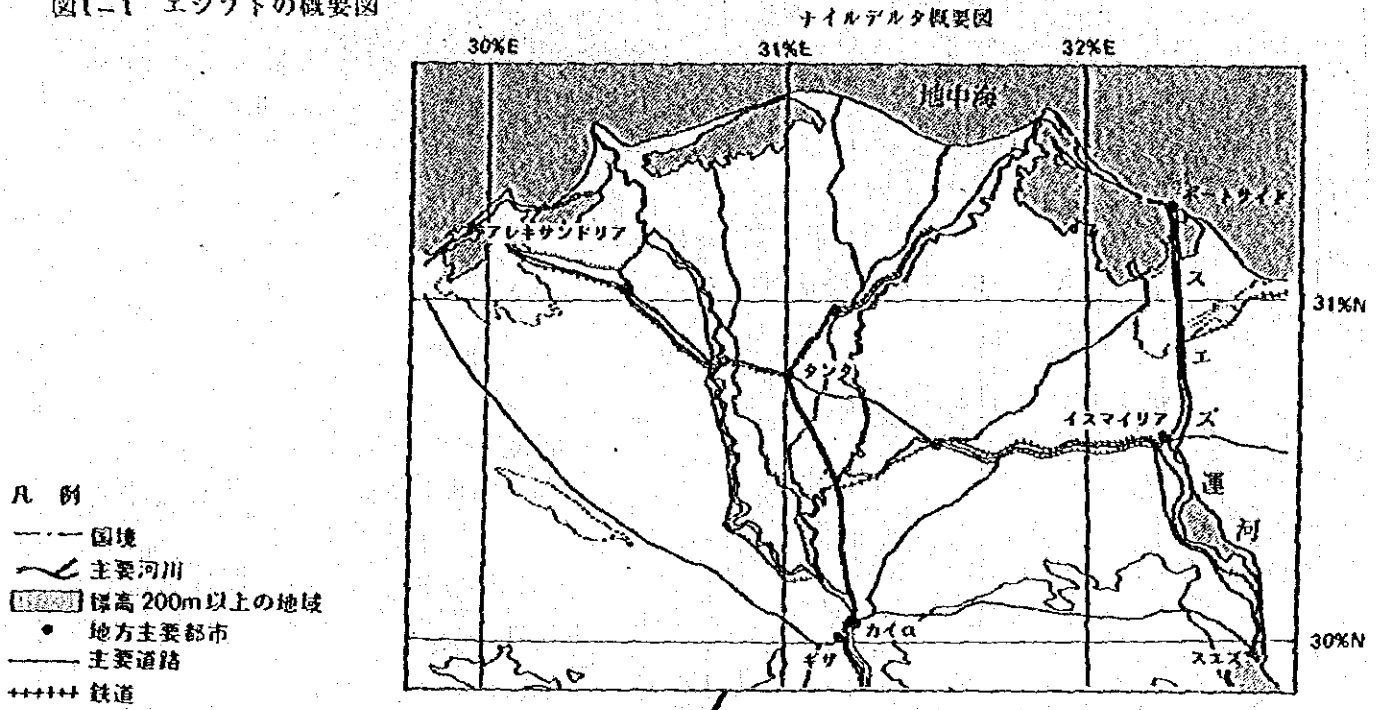 図1-1 エジプトの概要図
ナイルデルタ概要図
30%E 31%E 32%E
地中海
ポートサイド
アレキサンドリア
ス
31%N
エ
タンタ
イスマイリア
ズ
運
河
カイロ
30%N
ギザ
スエズ
凡 例
国境
主要河川
標高200m以上の地域
地方主要都市
主要道路
鉄道